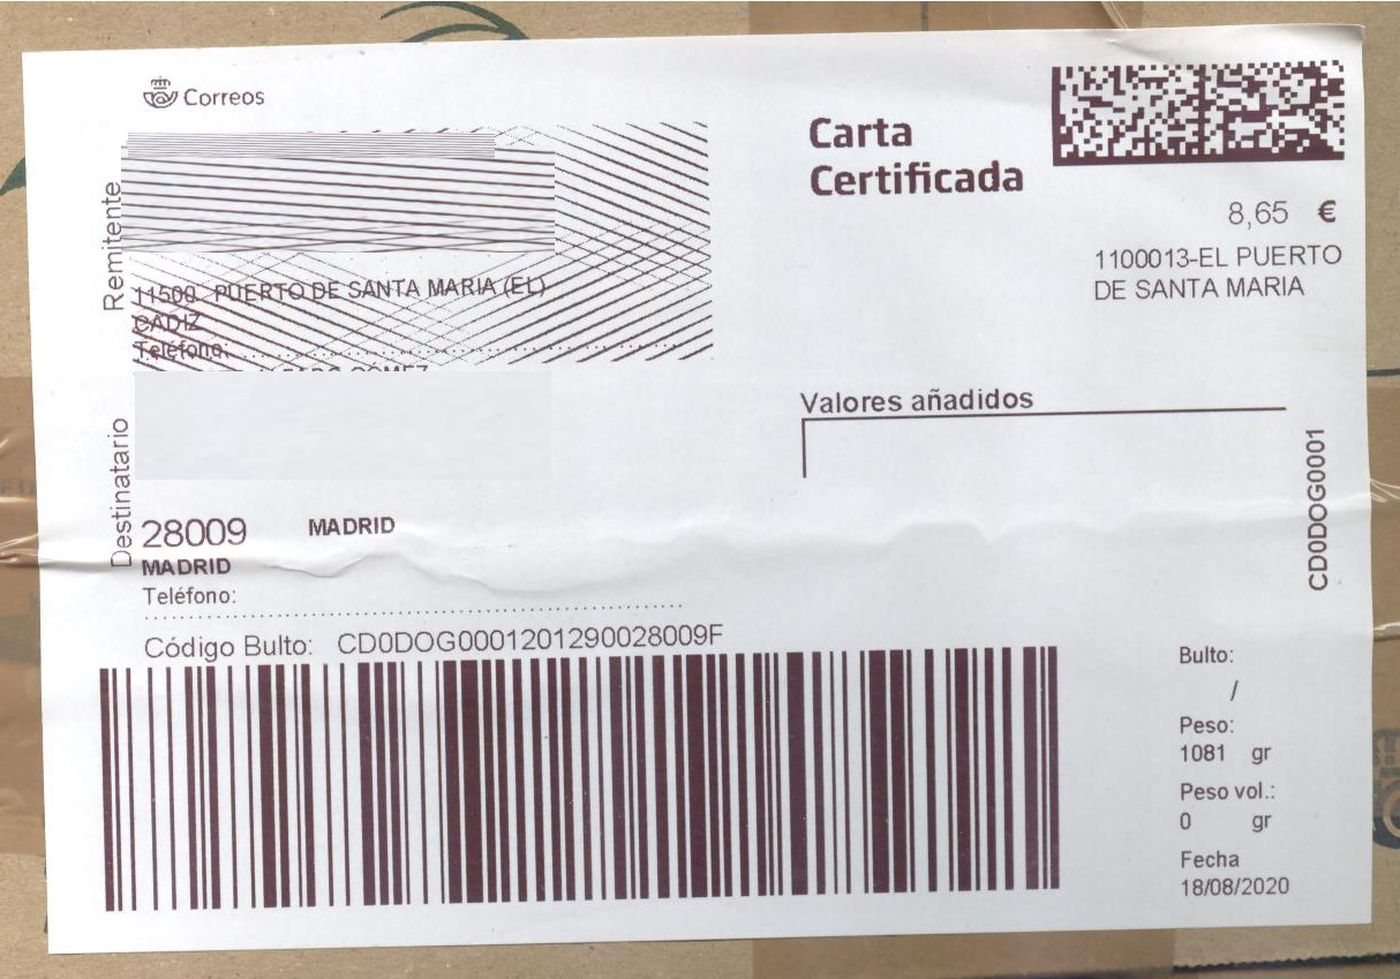 Correos
Carta
Certificada
8,65 €
1100013-EL PUERTO
DE SANTA MARIA
Remitente
11500 PUERTO DE SANTA MARIA (EL)
CADIZ
Teléfono:
GOMEZ
Valores añadidos
Destinatario
28009 MADRID
MADRID
Teléfono:
Código Bulto: CD0DOG0001201290028009F
CD0DOG0001
Bulto:
/
Peso:
1081 gr
Peso vol.:
0 gr
Fecha
18/08/2020